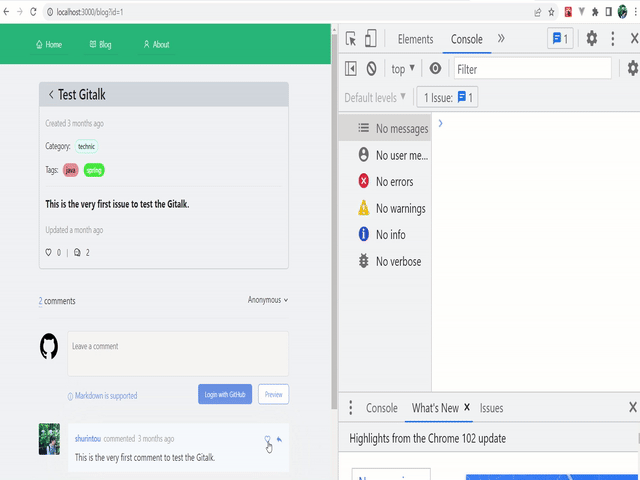 localhost:3000/blog?id=1
Home Blog About
Test Gitalk
Created 3 months ago
Category: technic
Tags: java spring
This is the very first issue to test the Gitalk.
Updated a month ago
0 | 2
2 comments Anonymous
Leave a comment
Markdown is supported Login with GitHub Preview
shurintou commented 3 months ago
This is the very first comment to test the Gitalk.
Elements Console » 1
top Filter
Default levels 1 Issue: 1
No messages
No user me...
No errors
No warnings
No info
No verbose
Console What's New Issues
Highlights from the Chrome 102 update